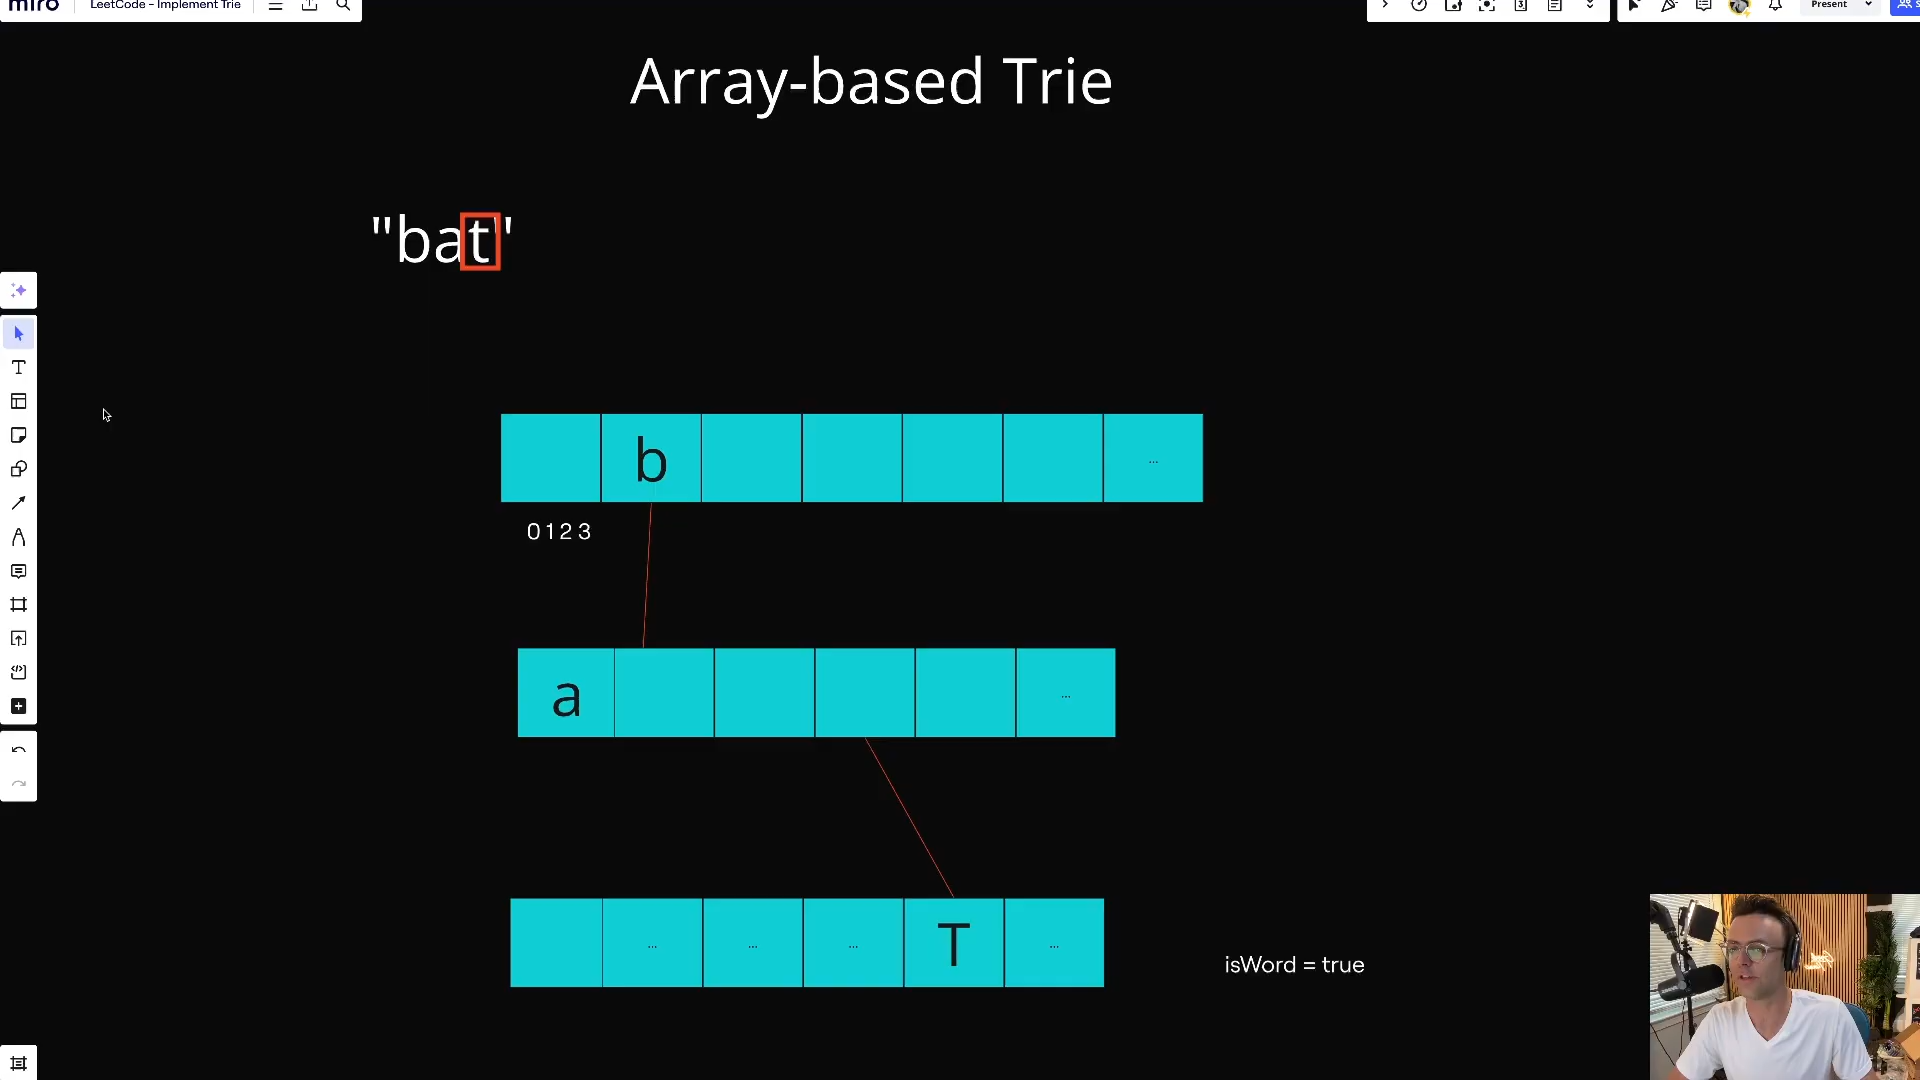 miro LeetCode - Implement Trie
Present
Array-based Trie
"bat"
b
...
0 1 2 3
a
...
... ... ... T ...
isWord = true